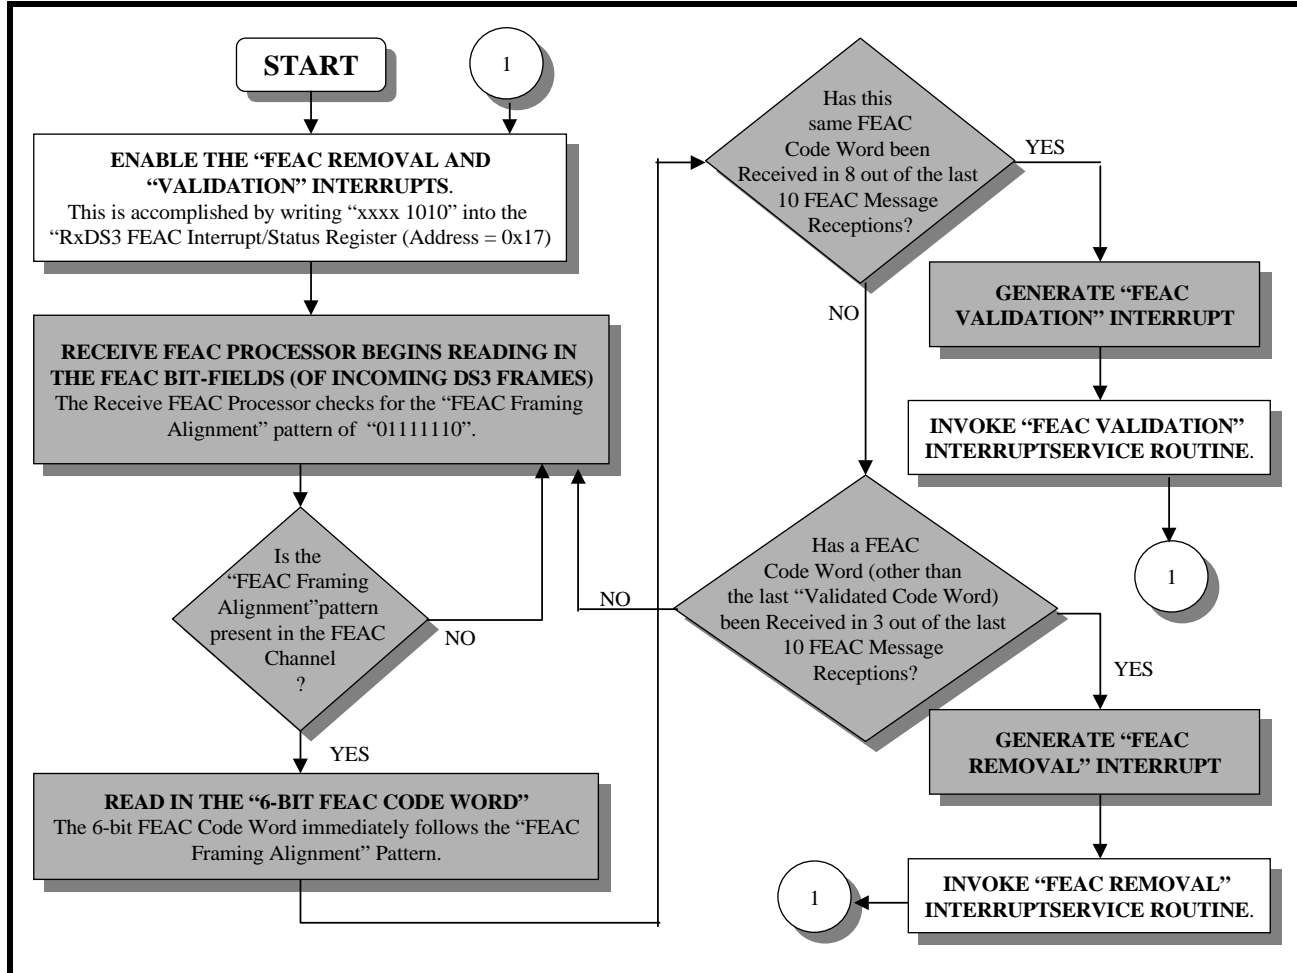 START
1
ENABLE THE “FEAC REMOVAL AND
“VALIDATION” INTERRUPTS.
This is accomplished by writing “xxxx 1010” into the
“RxDS3 FEAC Interrupt/Status Register (Address = 0x17)
RECEIVE FEAC PROCESSOR BEGINS READING IN
THE FEAC BIT-FIELDS (OF INCOMING DS3 FRAMES)
The Receive FEAC Processor checks for the “FEAC Framing
Alignment” pattern of “01111110”.
Is the
“FEAC Framing
Alignment”pattern
present in the FEAC
Channel
?
NO
YES
READ IN THE “6-BIT FEAC CODE WORD”
The 6-bit FEAC Code Word immediately follows the “FEAC
Framing Alignment” Pattern.
Has this
same FEAC
Code Word been
Received in 8 out of the last
10 FEAC Message
Receptions?
YES
NO
GENERATE “FEAC
VALIDATION” INTERRUPT
INVOKE “FEAC VALIDATION”
INTERRUPTSERVICE ROUTINE.
1
Has a FEAC
Code Word (other than
the last “Validated Code Word)
been Received in 3 out of the last
10 FEAC Message
Receptions?
NO
YES
GENERATE “FEAC
REMOVAL” INTERRUPT
INVOKE “FEAC REMOVAL”
INTERRUPTSERVICE ROUTINE.
1